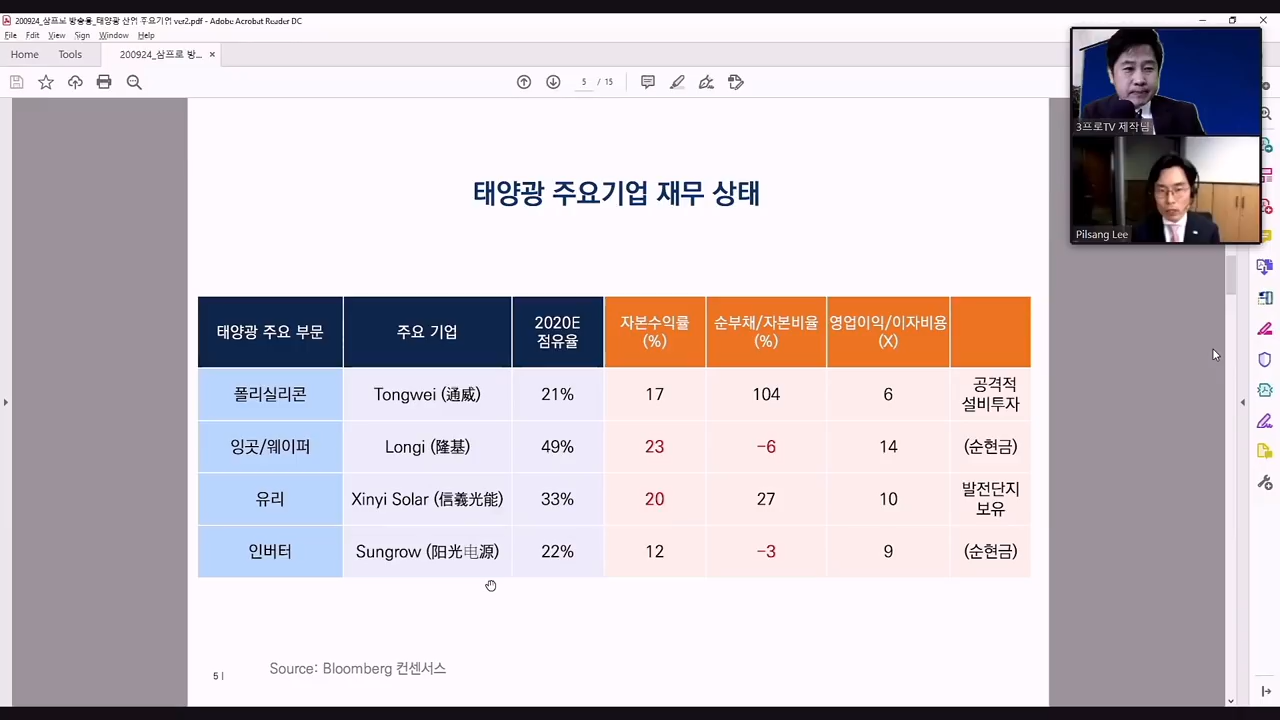 200924_삼프로 방송용_태양광 산업 주요기업 ver2.pdf - Adobe Acrobat Reader DC
File Edit View Sign Window Help
Home Tools 200924_삼프로 방... ×
5 / 15
3프로TV 제작팀
Pilsang Lee
태양광 주요기업 재무 상태
태양광 주요 부문 주요 기업 2020E 점유율 자본수익률 (%) 순부채/자본비율 (%) 영업이익/이자비용 (X)
폴리실리콘 Tongwei (通威) 21% 17 104 6 공격적 설비투자
잉곳/웨이퍼 Longi (隆基) 49% 23 -6 14 (순현금)
유리 Xinyi Solar (信義光能) 33% 20 27 10 발전단지 보유
인버터 Sungrow (阳光电源) 22% 12 -3 9 (순현금)
5 |
Source: Bloomberg 컨센서스